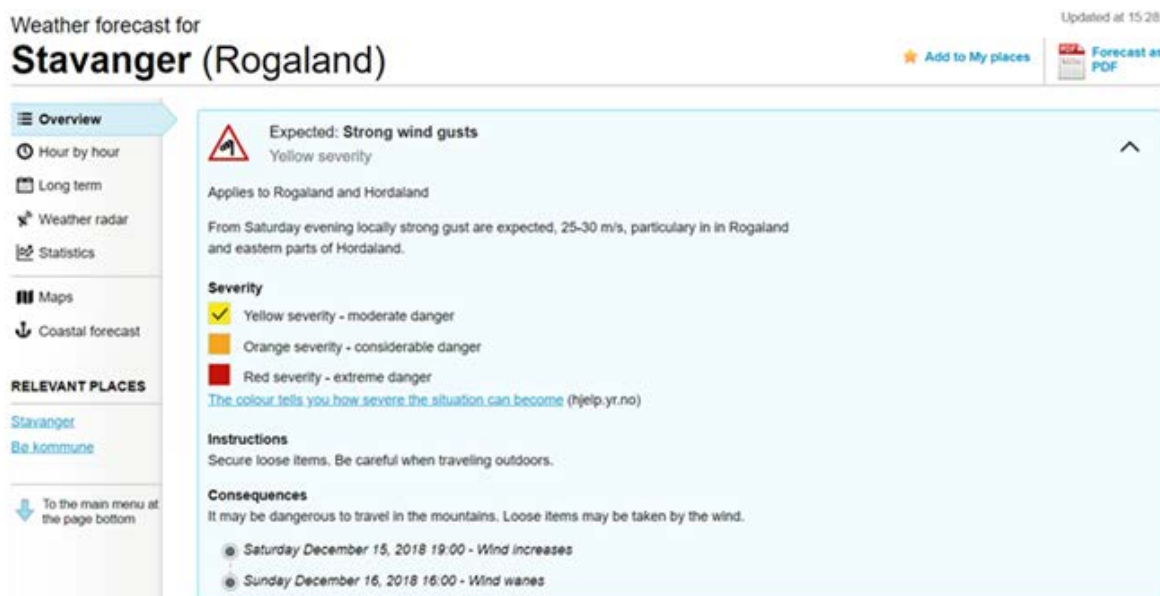 Weather forecast for
Updated at 15:28
Stavanger (Rogaland)
Add to My places
Forecast as
PDF
Overview
Hour by hour
Long term
Weather radar
Statistics
Maps
Coastal forecast
RELEVANT PLACES
Stavanger
Bø kommune
To the main menu at
the page bottom
Expected: Strong wind gusts
Yellow severity
Applies to Rogaland and Hordaland
From Saturday evening locally strong gust are expected, 25-30 m/s, particulary in in Rogaland
and eastern parts of Hordaland.
Severity
Yellow severity - moderate danger
Orange severity - considerable danger
Red severity - extreme danger
The colour tells you how severe the situation can become (hjelp.yr.no)
Instructions
Secure loose items. Be careful when traveling outdoors.
Consequences
It may be dangerous to travel in the mountains. Loose items may be taken by the wind.
Saturday December 15, 2018 19:00 - Wind increases
Sunday December 16, 2018 16:00 - Wind wanes